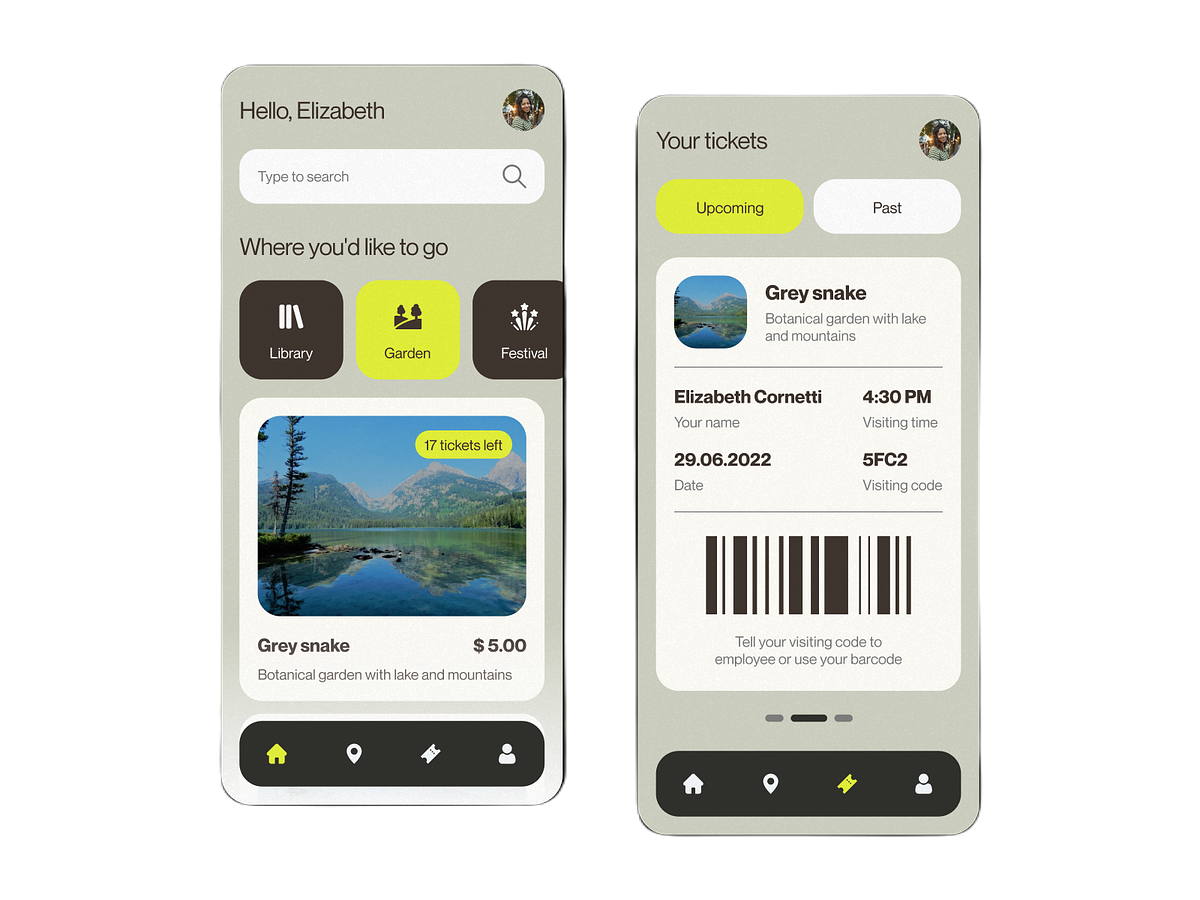 Hello, Elizabeth
Type to search
Where you'd like to go
Library
Garden
Festival
17 tickets left
Grey snake
$ 5.00
Botanical garden with lake and mountains
Your tickets
Upcoming
Past
Grey snake
Botanical garden with lake
and mountains
Elizabeth Cornetti
4:30 PM
Your name
Visiting time
29.06.2022
5FC2
Date
Visiting code
Tell your visiting code to
employee or use your barcode